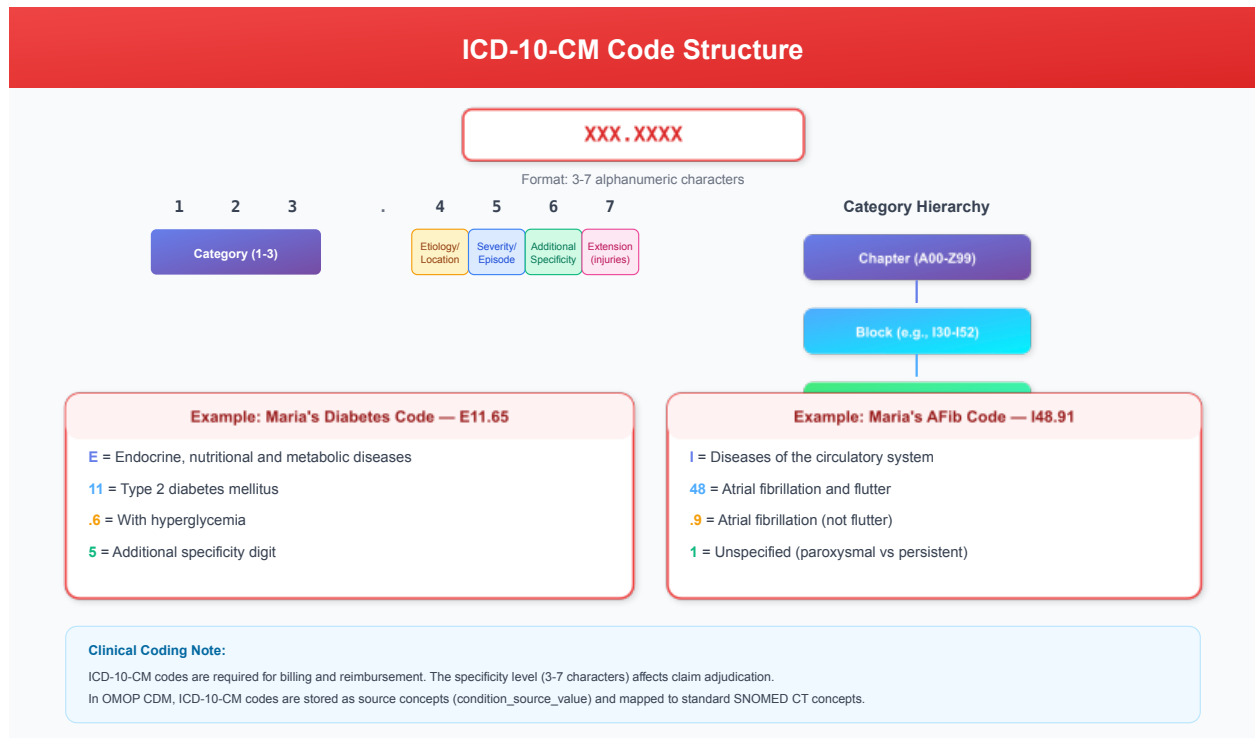 ICD-10-CM Code Structure
XXX.XXXX
Format: 3-7 alphanumeric characters
1 2 3 . 4 5 6 7
Category (1-3)
Etiology/
Location
Severity/
Episode
Additional
Specificity
Extension
(injuries)
Category Hierarchy
Chapter (A00-Z99)
Block (e.g., I30-I52)
Example: Maria's Diabetes Code — E11.65
E = Endocrine, nutritional and metabolic diseases
11 = Type 2 diabetes mellitus
.6 = With hyperglycemia
5 = Additional specificity digit
Example: Maria's AFib Code — I48.91
I = Diseases of the circulatory system
48 = Atrial fibrillation and flutter
.9 = Atrial fibrillation (not flutter)
1 = Unspecified (paroxysmal vs persistent)
Clinical Coding Note:
ICD-10-CM codes are required for billing and reimbursement. The specificity level (3-7 characters) affects claim adjudication.
In OMOP CDM, ICD-10-CM codes are stored as source concepts (condition_source_value) and mapped to standard SNOMED CT concepts.